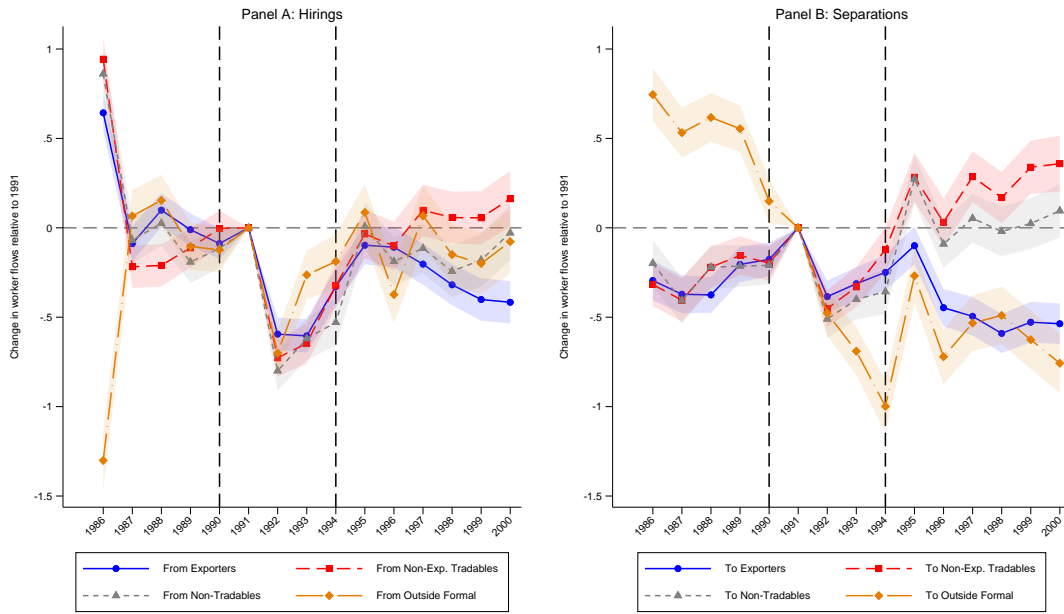 Panel A: Hirings
Change in worker flows relative to 1991
1
.5
0
-.5
-1
-1.5
1986 1987 1988 1989 1990 1991 1992 1993 1994 1995 1996 1997 1998 1999 2000
From Exporters From Non-Exp. Tradables
From Non-Tradables From Outside Formal
Panel B: Separations
Change in worker flows relative to 1991
1
.5
0
-.5
-1
-1.5
1986 1987 1988 1989 1990 1991 1992 1993 1994 1995 1996 1997 1998 1999 2000
To Exporters To Non-Exp. Tradables
To Non-Tradables To Outside Formal